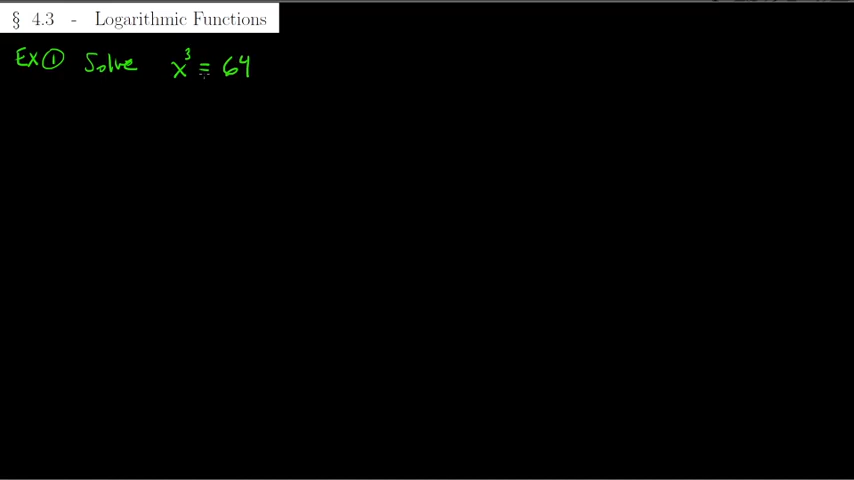 § 4.3 - Logarithmic Functions
Ex① Solve x³ = 64